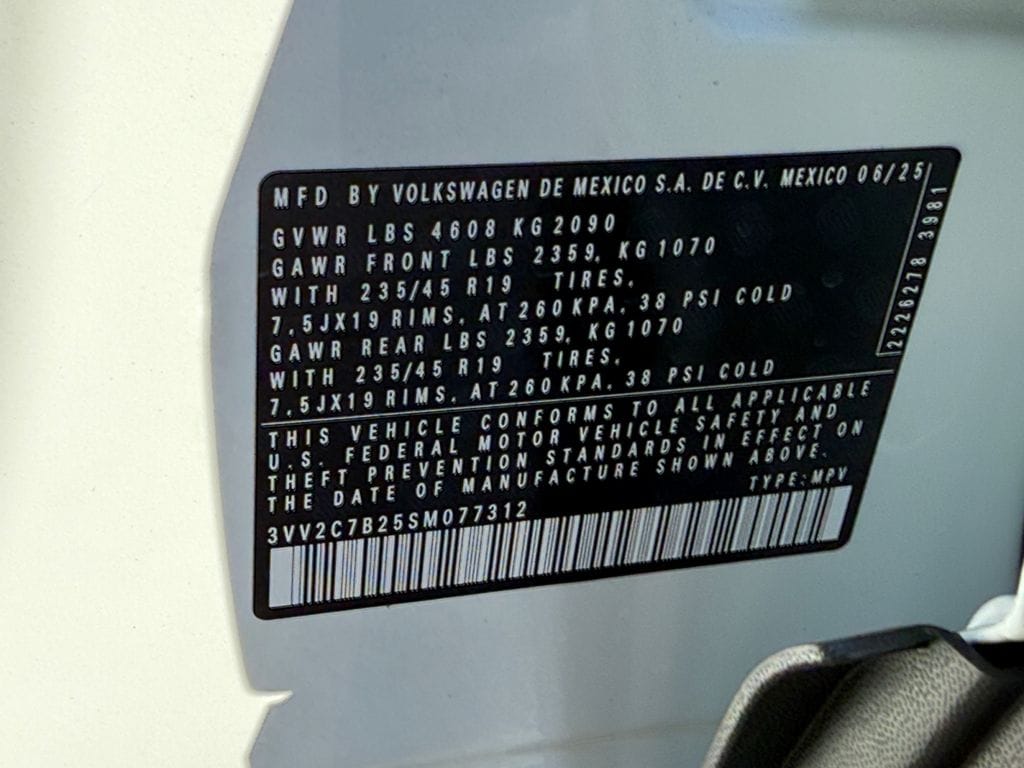 MFD BY VOLKSWAGEN DE MEXICO S.A. DE C.V. MEXICO 06/25
GVWR LBS 4608 KG 2090
GAWR FRONT LBS 2359, KG 1070
WITH 235/45 R19 TIRES,
7,5JX19 RIMS, AT 260 KPA, 38 PSI COLD
GAWR REAR LBS 2359, KG 1070
WITH 235/45 R19 TIRES,
7,5JX19 RIMS, AT 260 KPA, 38 PSI COLD
2226278 3981
THIS VEHICLE CONFORMS TO ALL APPLICABLE
U.S. FEDERAL MOTOR VEHICLE SAFETY AND
THEFT PREVENTION STANDARDS IN EFFECT ON
THE DATE OF MANUFACTURE SHOWN ABOVE.
TYPE: MPV
3VV2C7B25SM077312